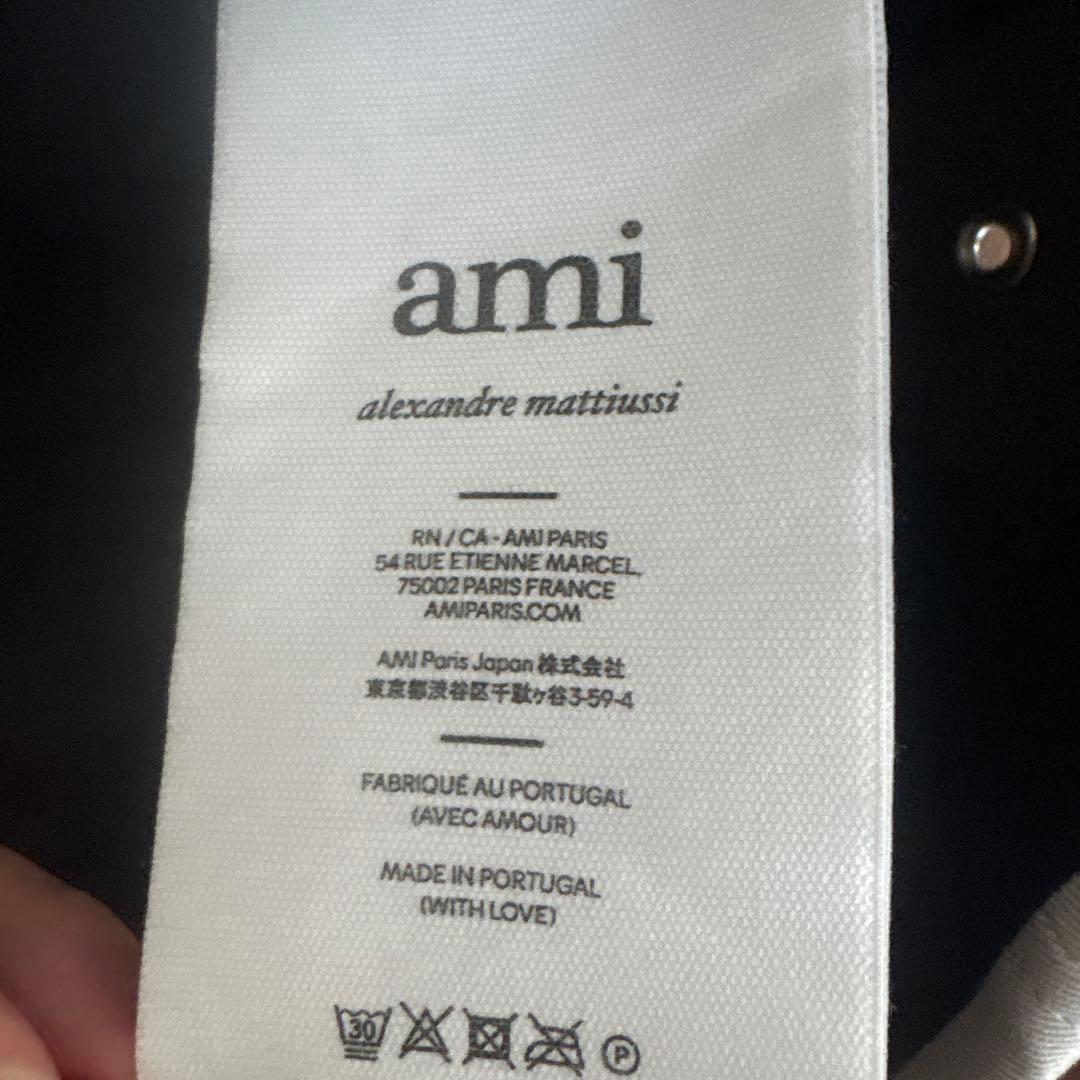 ami
alexandre mattiussi
RN / CA - AMI PARIS
54 RUE ETIENNE MARCEL,
75002 PARIS FRANCE
AMIPARIS.COM
AMI Paris Japan 株式会社
東京都渋谷区千駄ヶ谷3-59-4
FABRIQUÉ AU PORTUGAL
(AVEC AMOUR)
MADE IN PORTUGAL
(WITH LOVE)
30 P